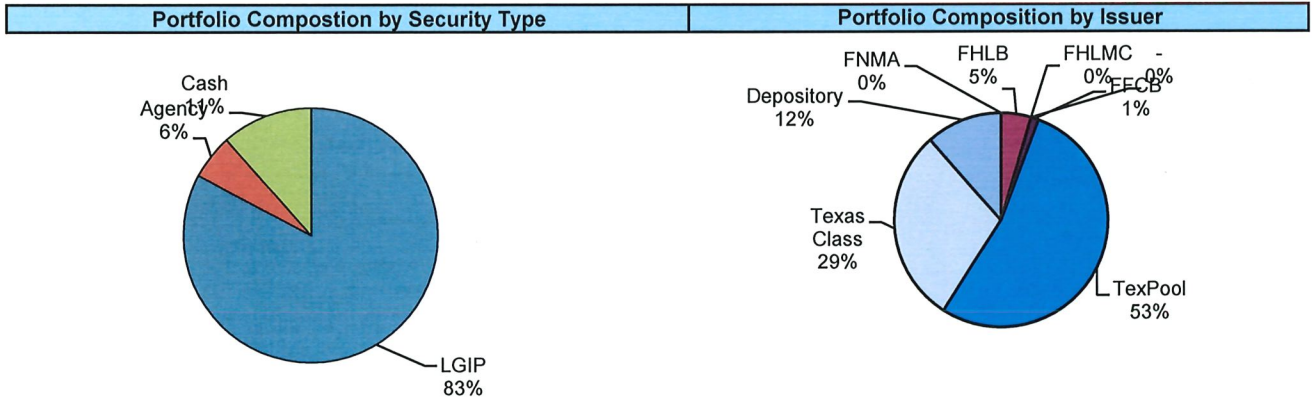 Portfolio Compostion by Security Type
Portfolio Composition by Issuer
Cash
11%
Agency
6%
LGIP
83%
FNMA
0%
FHLB
5%
FHLMC
0%
-
0%
FFCB
1%
Depository
12%
Texas
Class
29%
TexPool
53%